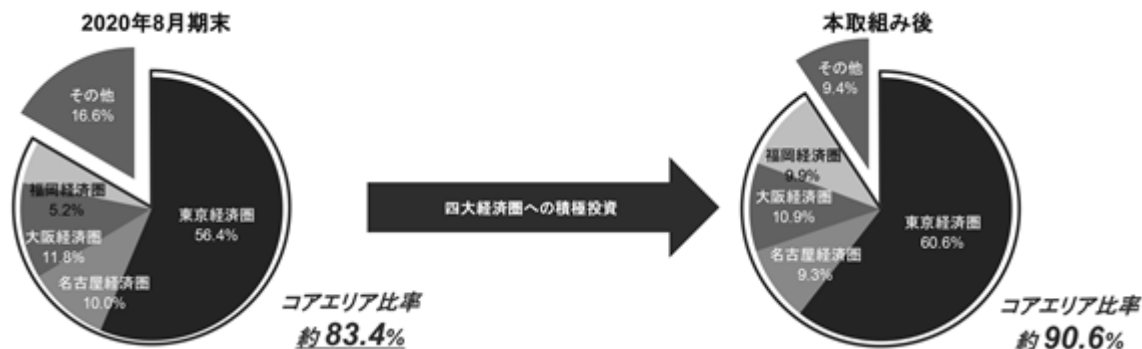 2020年8月期末
その他
16.6%
福岡経済圏
5.2%
大阪経済圏
11.8%
名古屋経済圏
10.0%
東京経済圏
56.4%
コアエリア比率
約 83.4%
四大経済圏への積極投資
本取組み後
その他
9.4%
福岡経済圏
9.9%
大阪経済圏
10.9%
名古屋経済圏
9.3%
東京経済圏
60.6%
コアエリア比率
約 90.6%